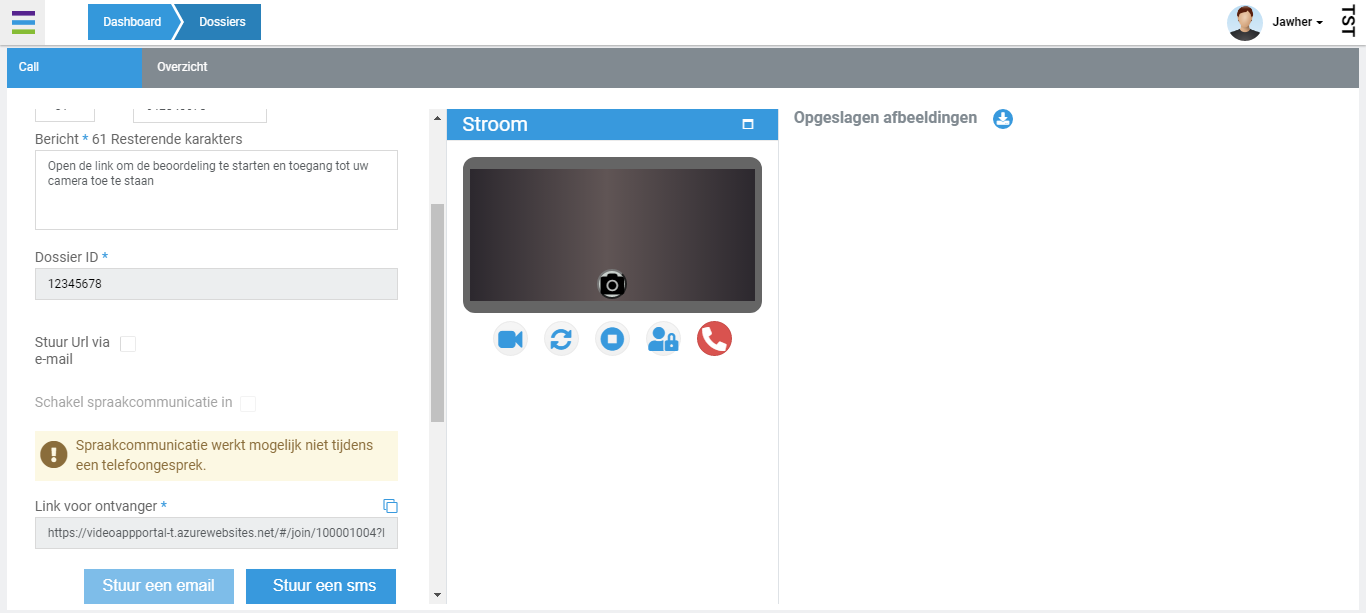 Dashboard
Dossiers
Jawher
TST
Call
Overzicht
Bericht * 61 Resterende karakters
Open de link om de beoordeling te starten en toegang tot uw
camera toe te staan
Dossier ID *
12345678
Stuur Url via
e-mail
Schakel spraakcommunicatie in
Spraakcommunicatie werkt mogelijk niet tijdens
een telefoongesprek.
Link voor ontvanger *
https://videoappportal-t.azurewebsites.net/#/join/100001004?l
Stuur een email
Stuur een sms
Stroom
Opgeslagen afbeeldingen